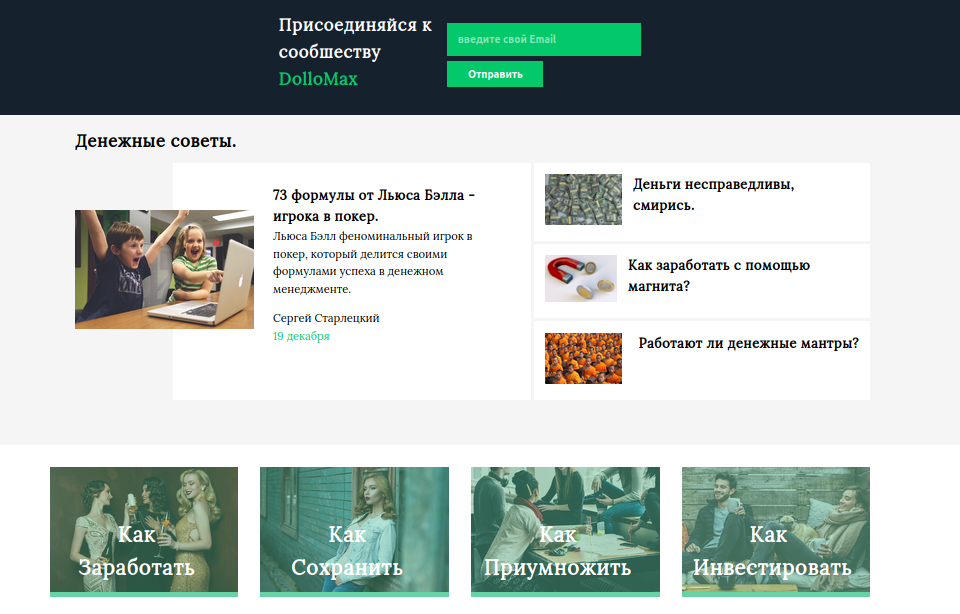 Присоединяйся к
сообшеству
DolloMax
введите свой Email
Отправить
Денежные советы.
73 формулы от Льюса Бэлла -
игрока в покер.
Льюса Бэлл феноминальный игрок в
покер, который делится своими
формулами успеха в денежном
менеджменте.
Сергей Старлецкий
19 декабря
Деньги несправедливы,
смирись.
Как заработать с помощью
магнита?
Работают ли денежные мантры?
Как
Заработать
Как
Сохранить
Как
Приумножить
Как
Инвестировать